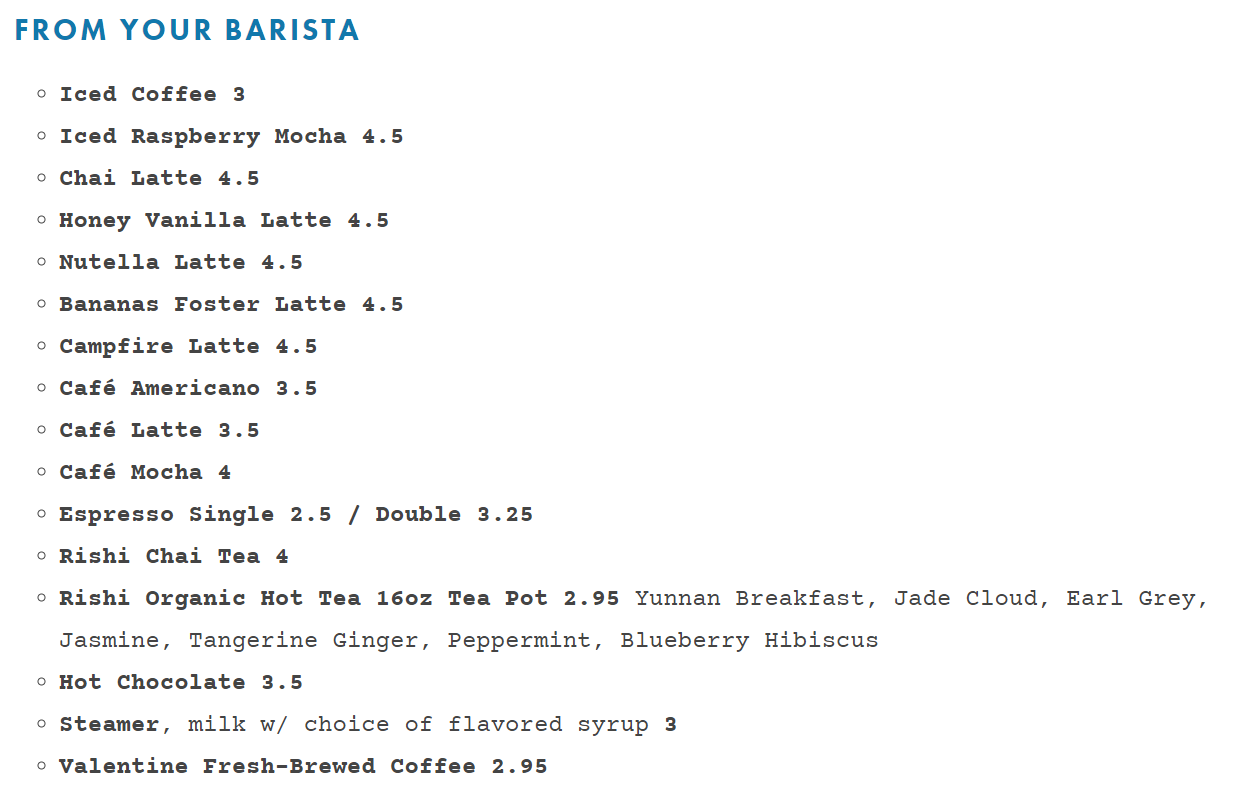 FROM YOUR BARISTA
Iced Coffee 3
Iced Raspberry Mocha 4.5
Chai Latte 4.5
Honey Vanilla Latte 4.5
Nutella Latte 4.5
Bananas Foster Latte 4.5
Campfire Latte 4.5
Café Americano 3.5
Café Latte 3.5
Café Mocha 4
Espresso Single 2.5 / Double 3.25
Rishi Chai Tea 4
Rishi Organic Hot Tea 16oz Tea Pot 2.95 Yunnan Breakfast, Jade Cloud, Earl Grey,
Jasmine, Tangerine Ginger, Peppermint, Blueberry Hibiscus
Hot Chocolate 3.5
Steamer, milk w/ choice of flavored syrup 3
Valentine Fresh-Brewed Coffee 2.95